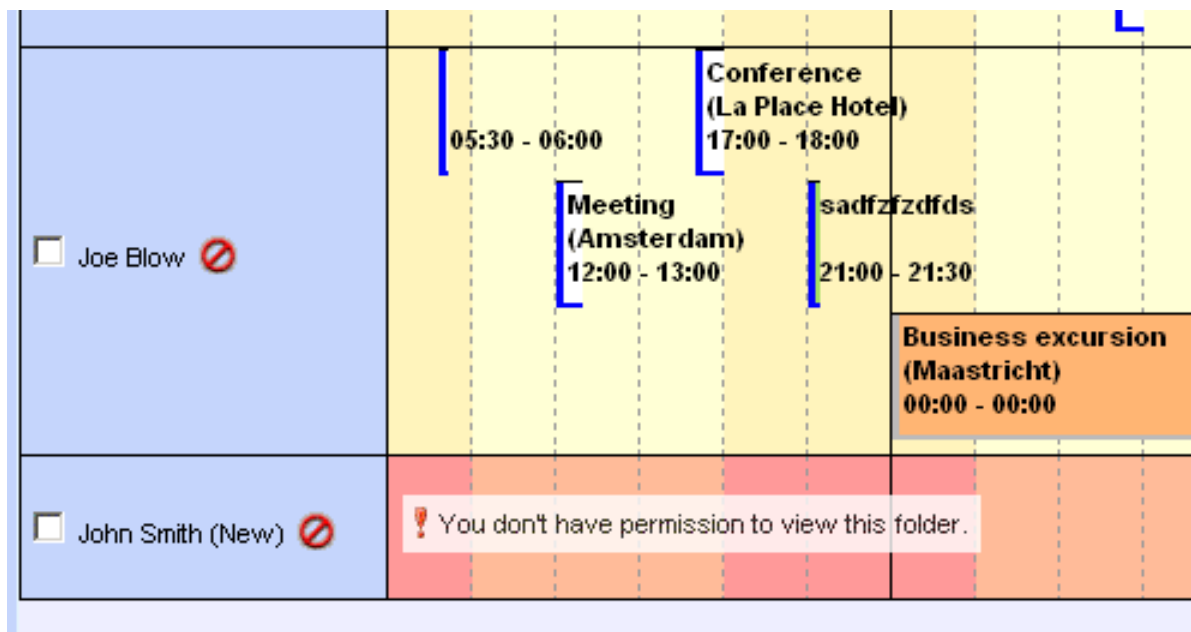 Conference
(La Place Hotel)
05:30 - 06:00
17:00 - 18:00
Meeting
(Amsterdam)
12:00 - 13:00
sadfzfzdfds
21:00 - 21:30
Joe Blow
Business excursion
(Maastricht)
00:00 - 00:00
John Smith (New)
You don't have permission to view this folder.